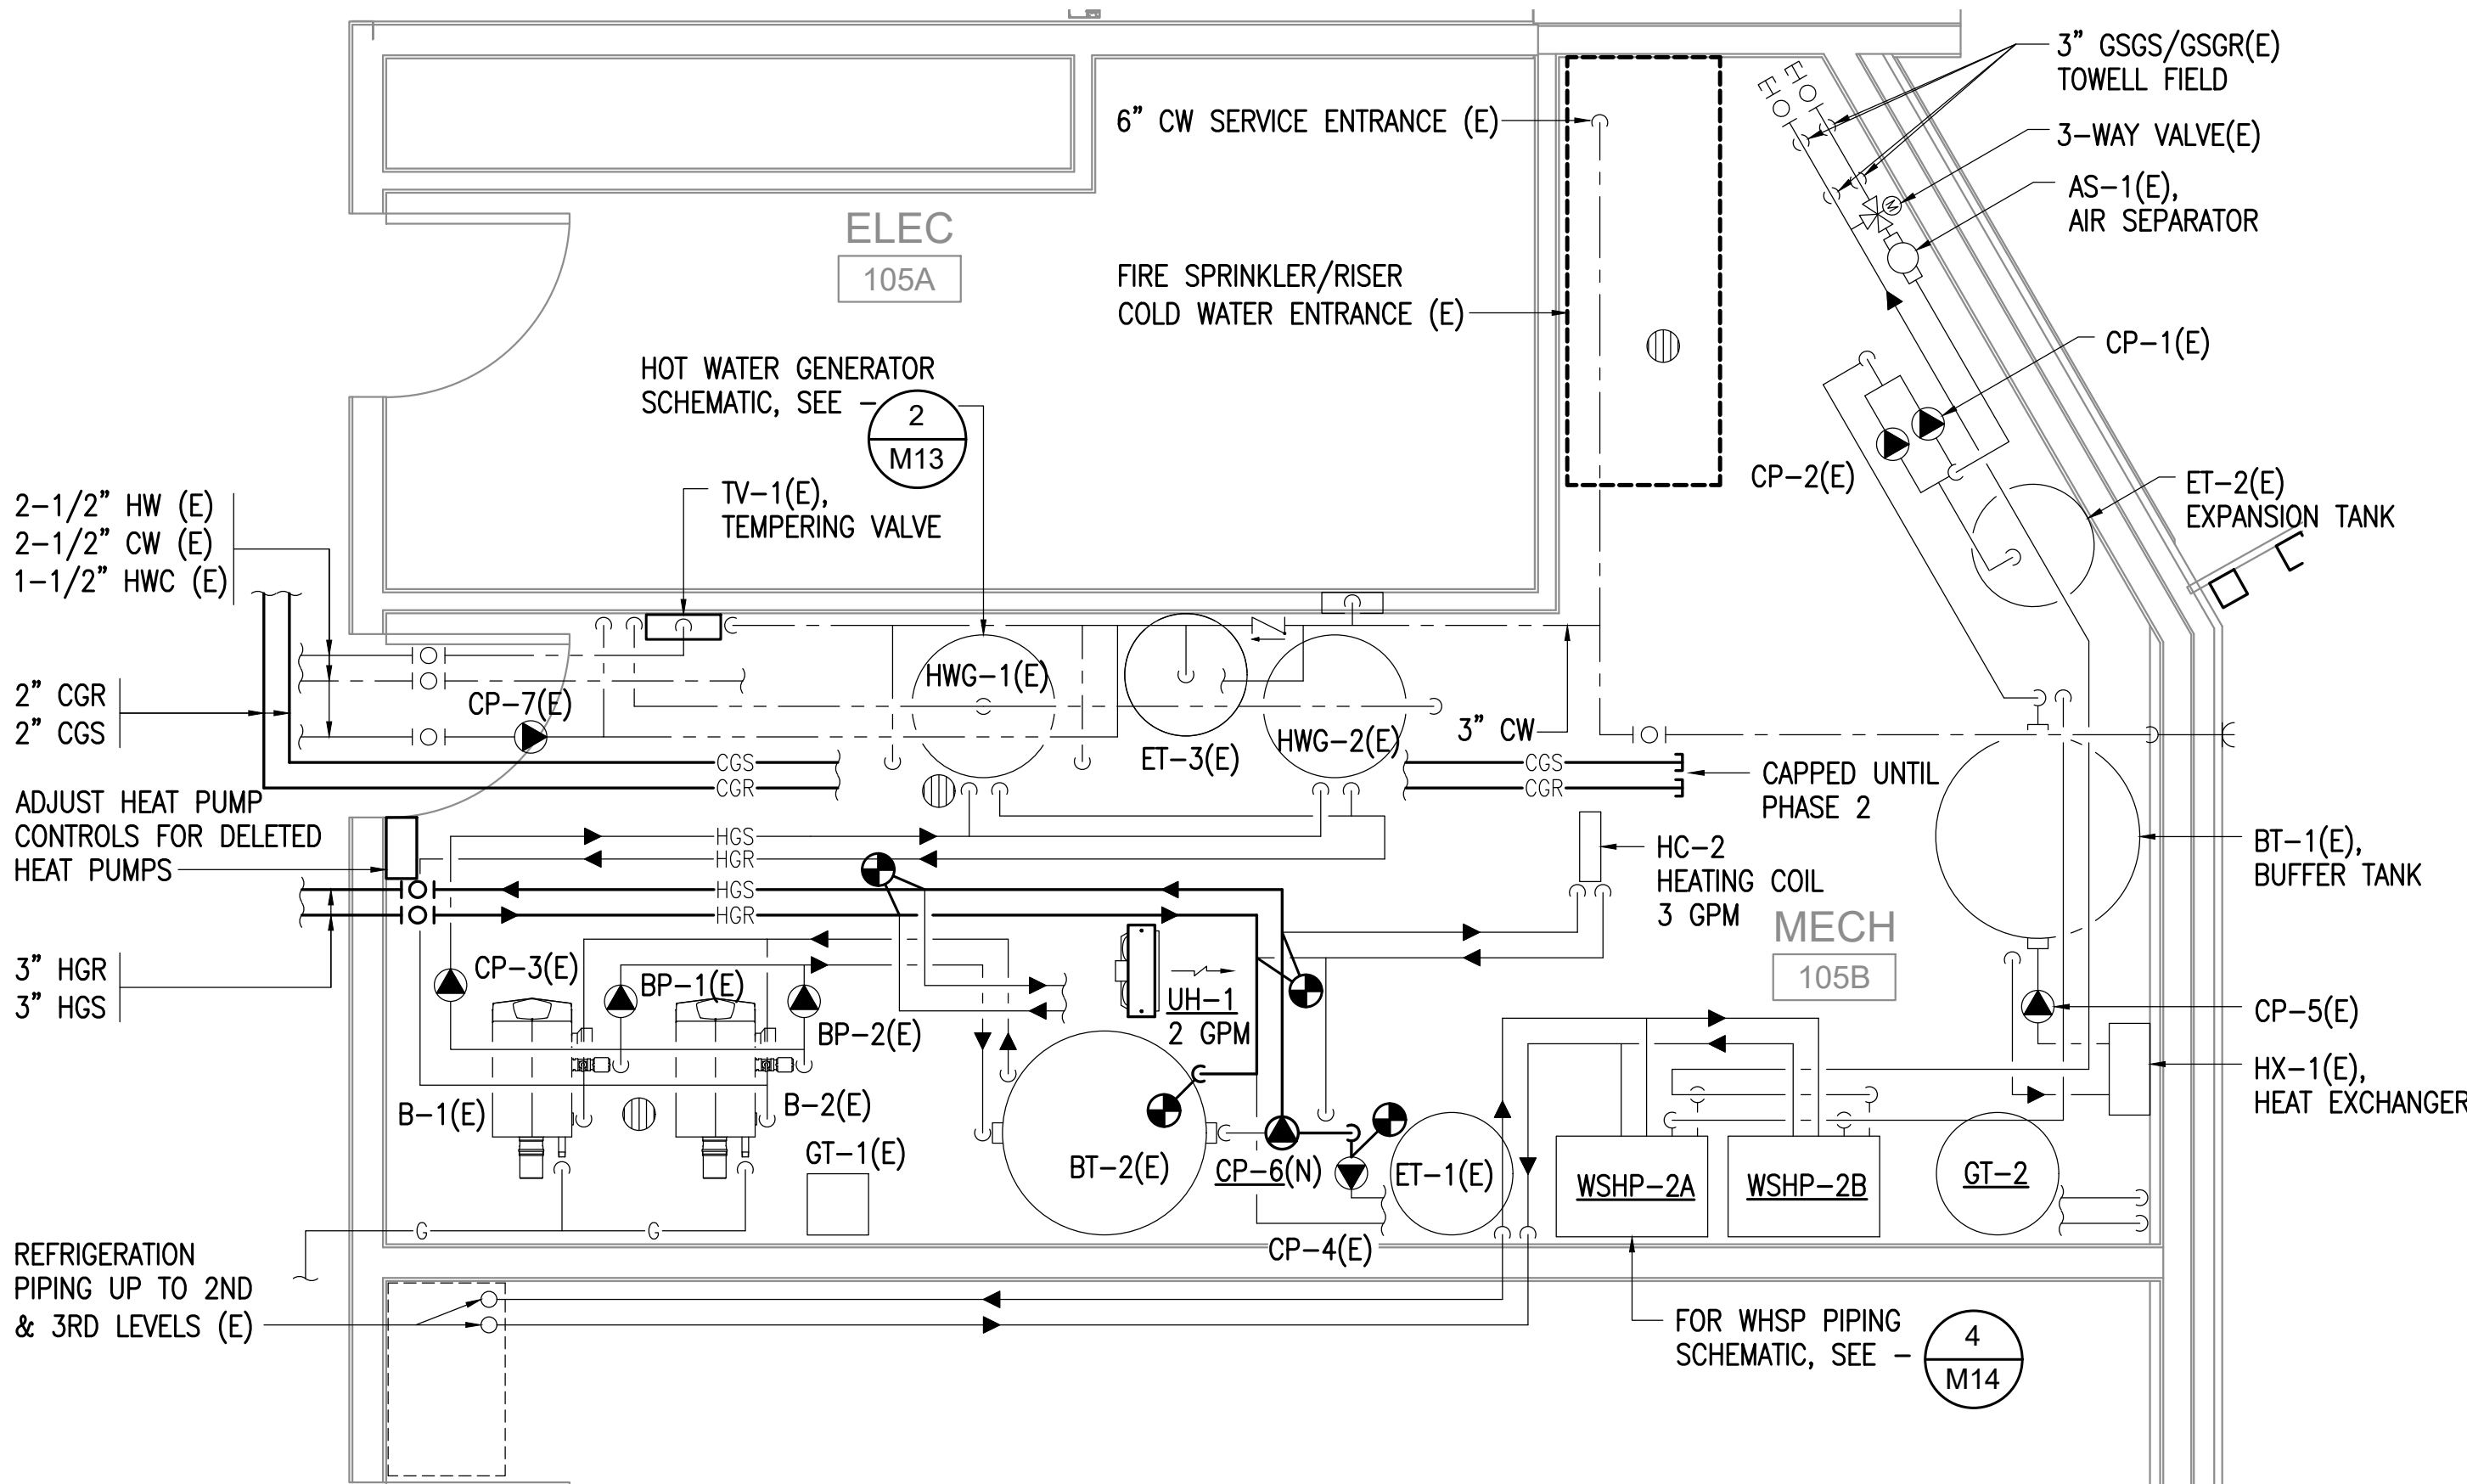 3” GSGS/GSGR(E)
TOWELL FIELD
6” CW SERVICE ENTRANCE (E)
3-WAY VALVE(E)
AS-1(E),
AIR SEPARATOR
M
ELEC
105A
FIRE SPRINKLER/RISER
COLD WATER ENTRANCE (E)
CP-1(E)
HOT WATER GENERATOR
SCHEMATIC, SEE -
2
M13
CP-2(E)
ET-2(E)
EXPANSION TANK
TV-1(E),
TEMPERING VALVE
2-1/2” HW (E)
2-1/2” CW (E)
1-1/2” HWC (E)
2” CGR
2” CGS
CP-7(E)
HWG-1(E)
ET-3(E)
HWG-2(E)
3” CW
CGS
CGR
CGS
CGR
CAPPED UNTIL
PHASE 2
ADJUST HEAT PUMP
CONTROLS FOR DELETED
HEAT PUMPS
HGS
HGR
HGS
HGR
HC-2
HEATING COIL
3 GPM
BT-1(E),
BUFFER TANK
MECH
105B
3” HGR
3” HGS
CP-3(E)
BP-1(E)
BP-2(E)
UH-1
2 GPM
CP-5(E)
HX-1(E),
HEAT EXCHANGER
B-1(E)
B-2(E)
GT-1(E)
BT-2(E)
CP-6(N)
ET-1(E)
WSHP-2A
WSHP-2B
GT-2
G
G
CP-4(E)
REFRIGERATION
PIPING UP TO 2ND
& 3RD LEVELS (E)
FOR WHSP PIPING
SCHEMATIC, SEE -
4
M14